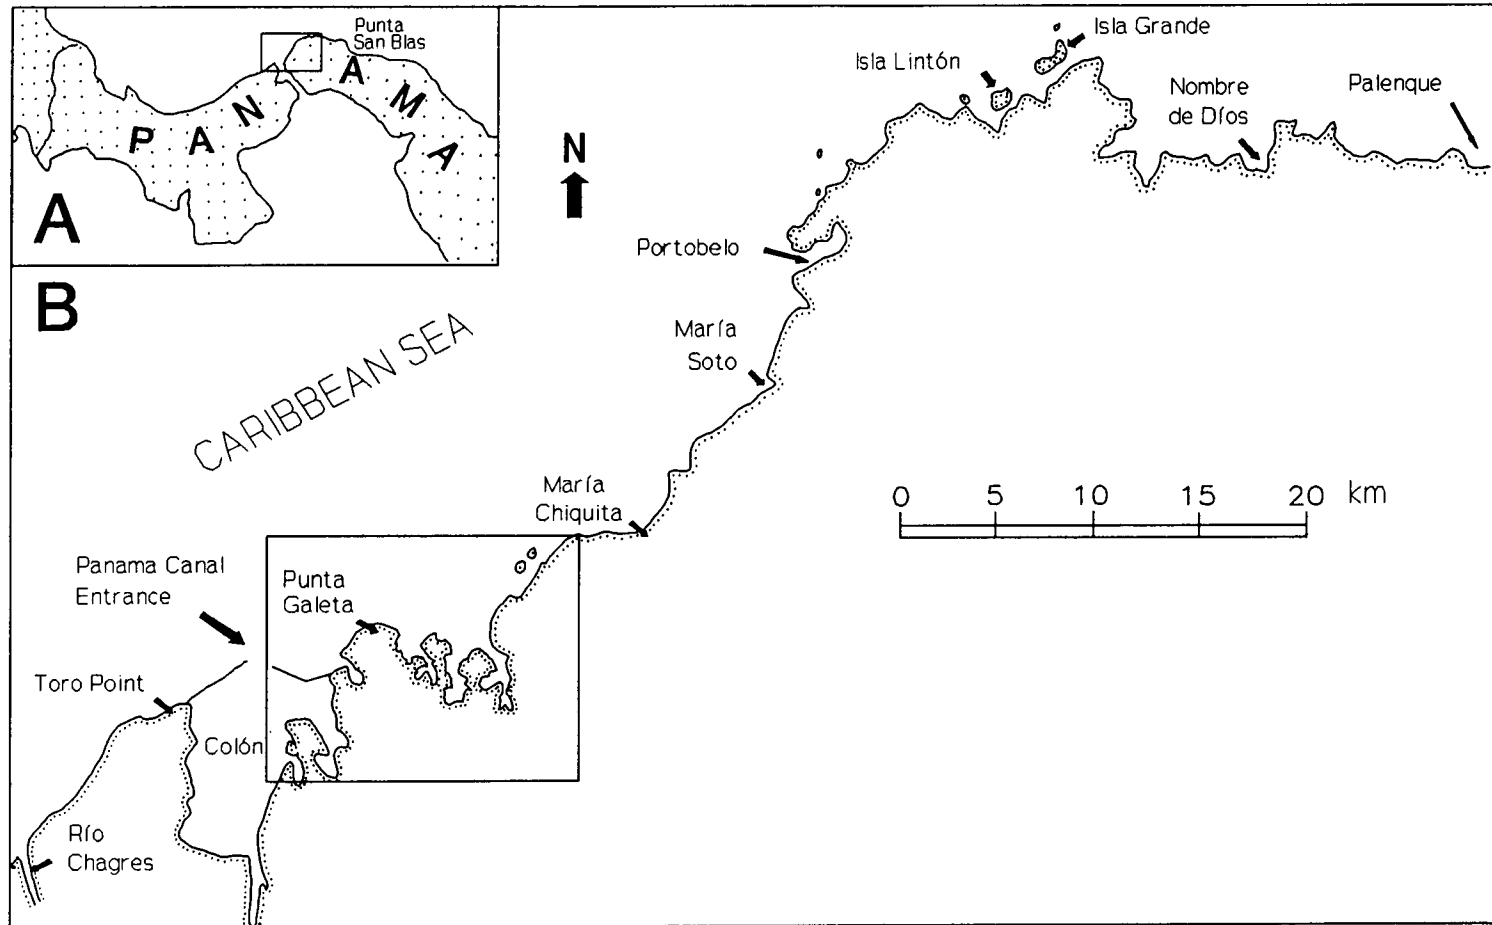 Punta
San Blas
PANAMA
A
B
N
Isla Grande
Isla Lintón
Nombre
de Díos
Palenque
Portobelo
María
Soto
CARIBBEAN SEA
María
Chiquita
0 5 10 15 20 km
Panama Canal
Entrance
Punta
Galeta
Toro Point
Colón
Río
Chagres